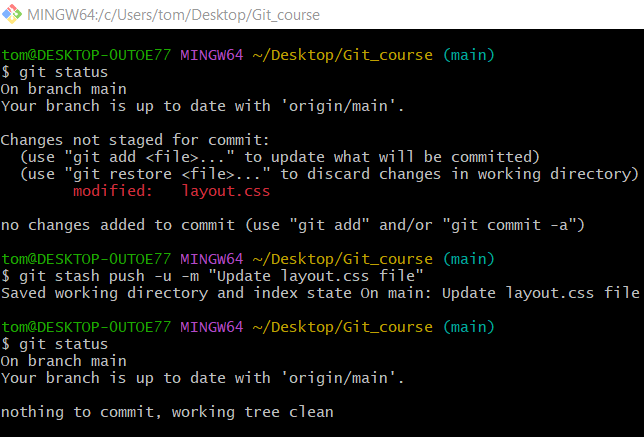 MINGW64:/c/Users/tom/Desktop/Git_course
tom@DESKTOP-OUTOE77 MINGW64 ~/Desktop/Git_course (main)
$ git status
On branch main
Your branch is up to date with 'origin/main'.
Changes not staged for commit:
  (use "git add <file>..." to update what will be committed)
  (use "git restore <file>..." to discard changes in working directory)
        modified:   layout.css
no changes added to commit (use "git add" and/or "git commit -a")
tom@DESKTOP-OUTOE77 MINGW64 ~/Desktop/Git_course (main)
$ git stash push -u -m "Update layout.css file"
Saved working directory and index state On main: Update layout.css file
tom@DESKTOP-OUTOE77 MINGW64 ~/Desktop/Git_course (main)
$ git status
On branch main
Your branch is up to date with 'origin/main'.
nothing to commit, working tree clean